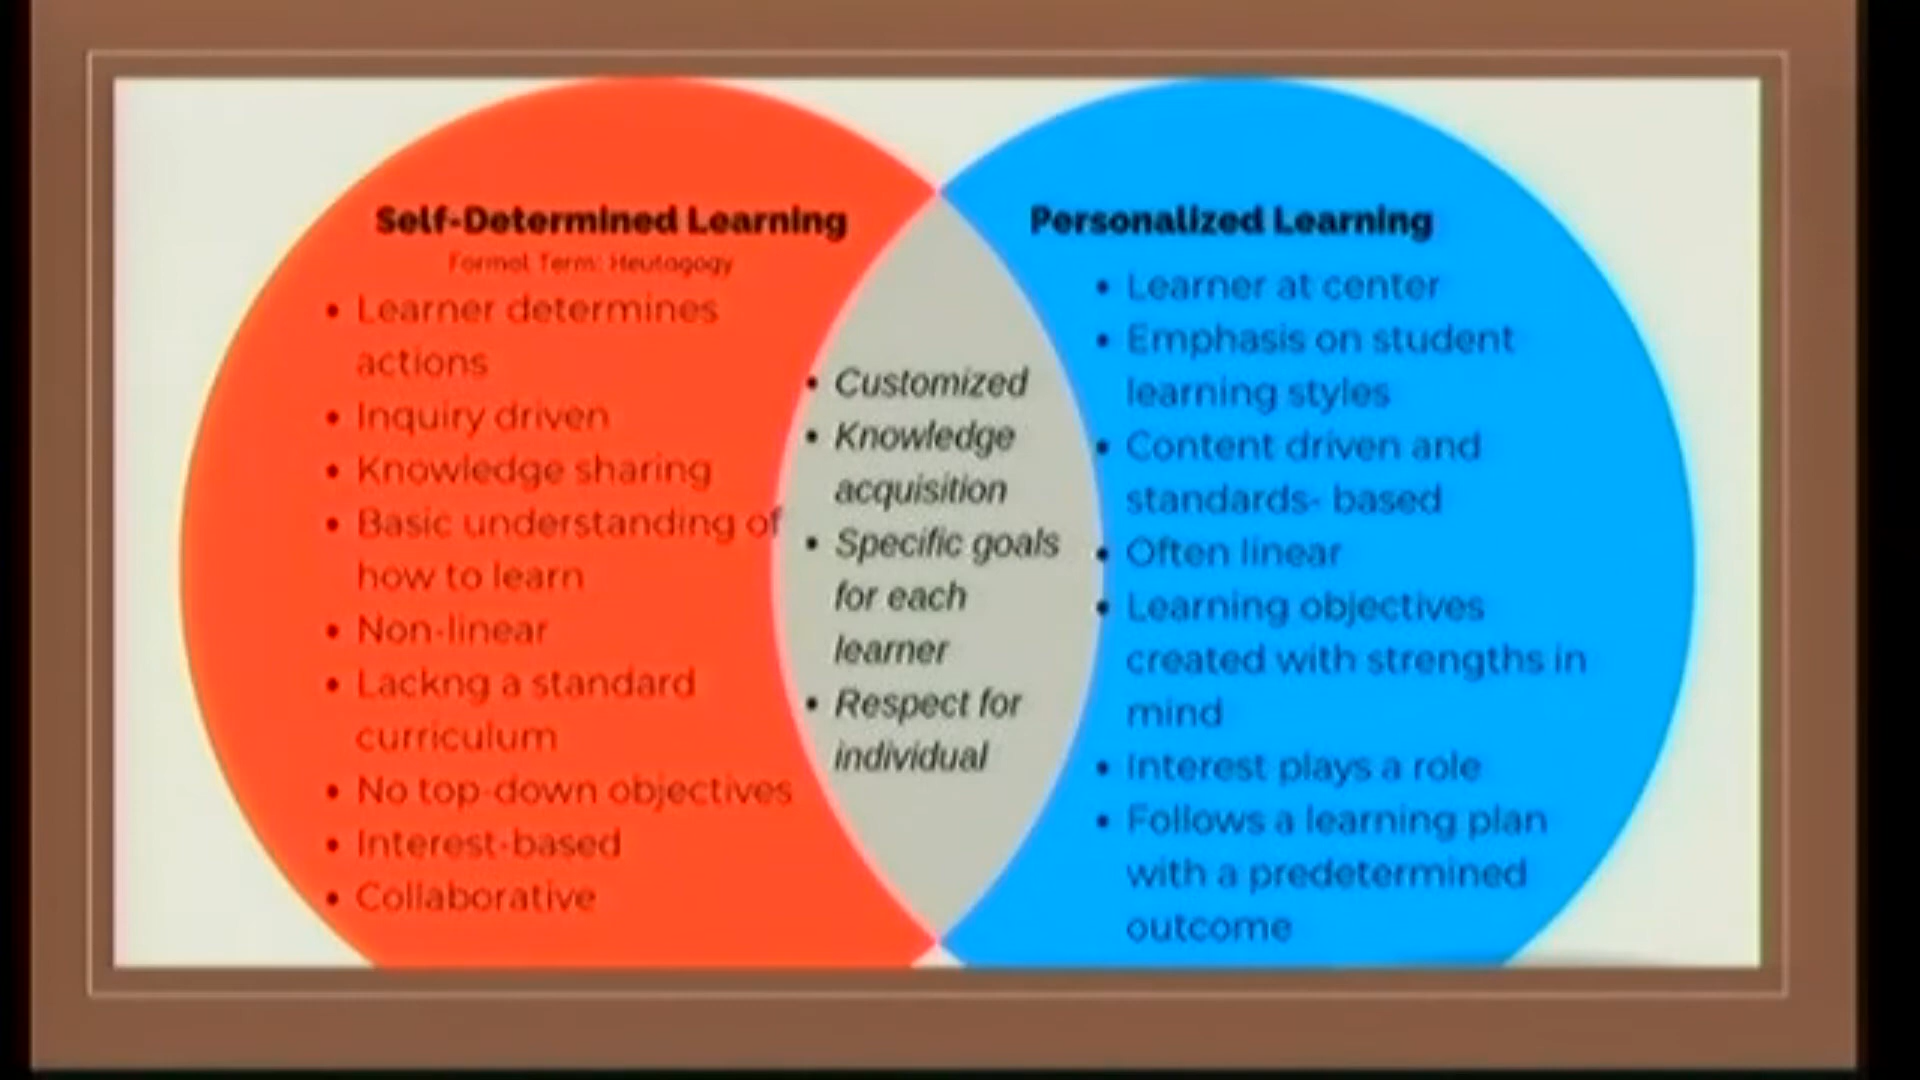 Self-Determined Learning
Formal Term: Heutagogy
• Learner determines
actions
• Inquiry driven
• Knowledge sharing
• Basic understanding of
how to learn
• Non-linear
• Lackng a standard
curriculum
• No top-down objectives
• Interest-based
• Collaborative
• Customized
• Knowledge
acquisition
• Specific goals
for each
learner
• Respect for
individual
Personalized Learning
• Learner at center
• Emphasis on student
learning styles
• Content driven and
standards- based
• Often linear
• Learning objectives
created with strengths in
mind
• Interest plays a role
• Follows a learning plan
with a predetermined
outcome